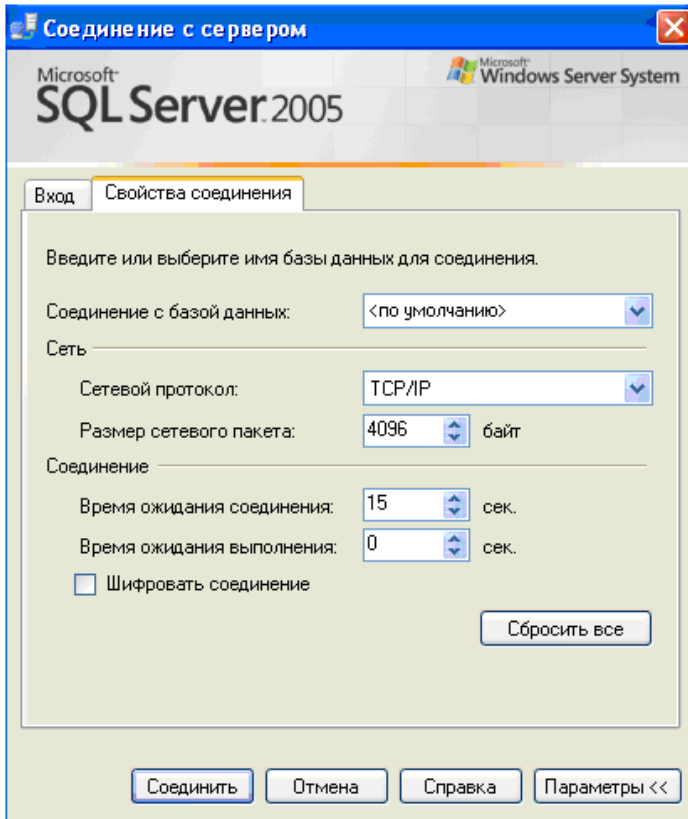 Соединение с сервером
Microsoft
SQL Server 2005
Microsoft
Windows Server System
Вход
Свойства соединения
Введите или выберите имя базы данных для соединения.
Соединение с базой данных: <по умолчанию>
Сеть
Сетевой протокол: TCP/IP
Размер сетевого пакета: 4096 байт
Соединение
Время ожидания соединения: 15 сек.
Время ожидания выполнения: 0 сек.
Шифровать соединение
Сбросить все
Соединить Отмена Справка Параметры <<